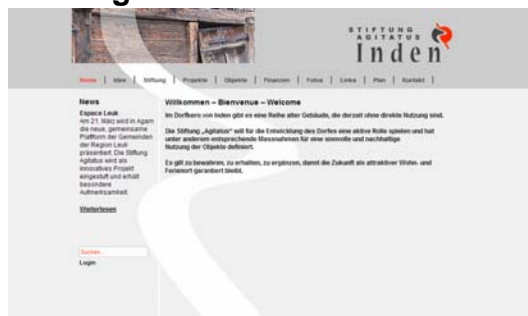 STIFTUNG
AGITATUS
Inden
Home | Idee | Stiftung | Projekte | Objekte | Finanzen | Fotos | Links | Plan | Kontakt |
News
Espace Leuk
Am 21. März wird in Agarn
die neue, gemeinsame
Plattform der Gemeinden
der Region Leuk
präsentiert. Die Stiftung
Agitatus wird als
innovatives Projekt
eingestuft und erhält
besondere
Aufmerksamkeit.
Weiterlesen
Suchen...
Login
Willkommen – Bienvenue – Welcome
Im Dorfkern von Inden gibt es eine Reihe alter Gebäude, die derzeit ohne direkte Nutzung sind.
Die Stiftung „Agitatus" will für die Entwicklung des Dorfes eine aktive Rolle spielen und hat
unter anderem entsprechende Massnahmen für eine sinnvolle und nachhaltige
Nutzung der Objekte definiert.
Es gilt zu bewahren, zu erhalten, zu ergänzen, damit die Zukunft als attraktiver Wohn- und
Ferienort garantiert bleibt.